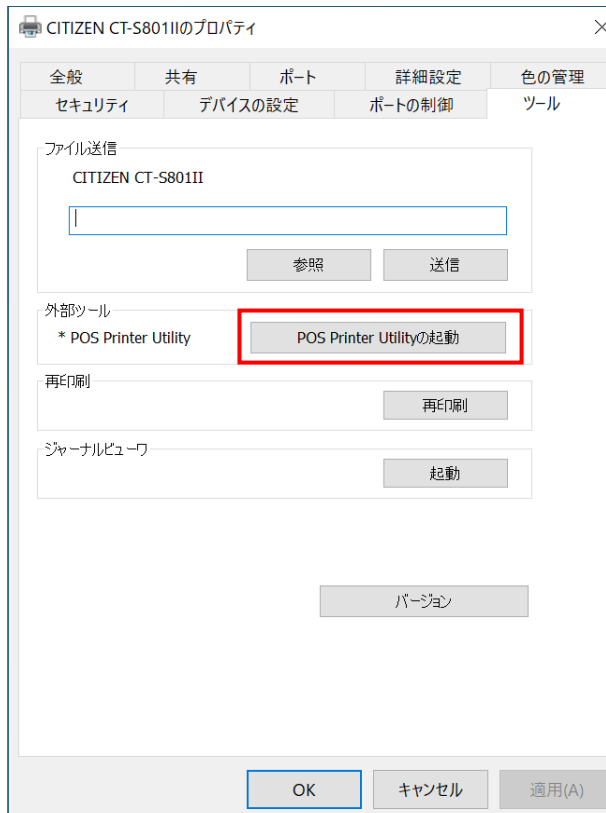 CITIZEN CT-S801IIのプロパティ
全般 共有 ポート 詳細設定 色の管理
セキュリティ デバイスの設定 ポートの制御 ツール
ファイル送信
CITIZEN CT-S801II
参照 送信
外部ツール
* POS Printer Utility POS Printer Utilityの起動
再印刷
再印刷
ジャーナルビューワ
起動
バージョン
OK キャンセル 適用(A)